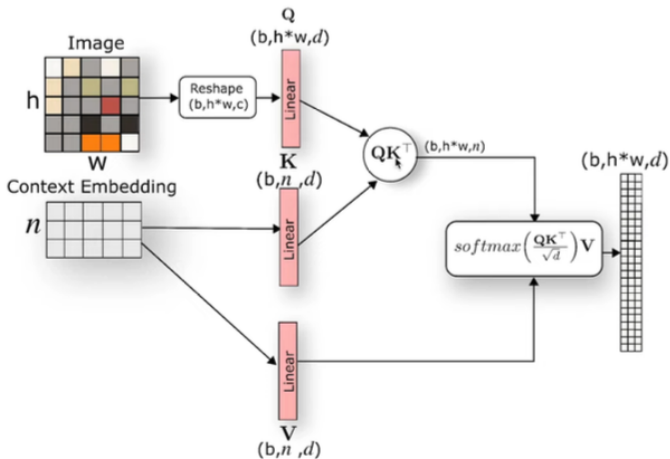 Image
h
w
Reshape
(b,h*w,c)
Q
(b,h*w,d)
Linear
K
(b,n ,d)
Linear
QK⊤
(b,h*w,n)
Context Embedding
n
softmax(QK⊤/√d)V
(b,h*w,d)
Linear
V
(b,n ,d)